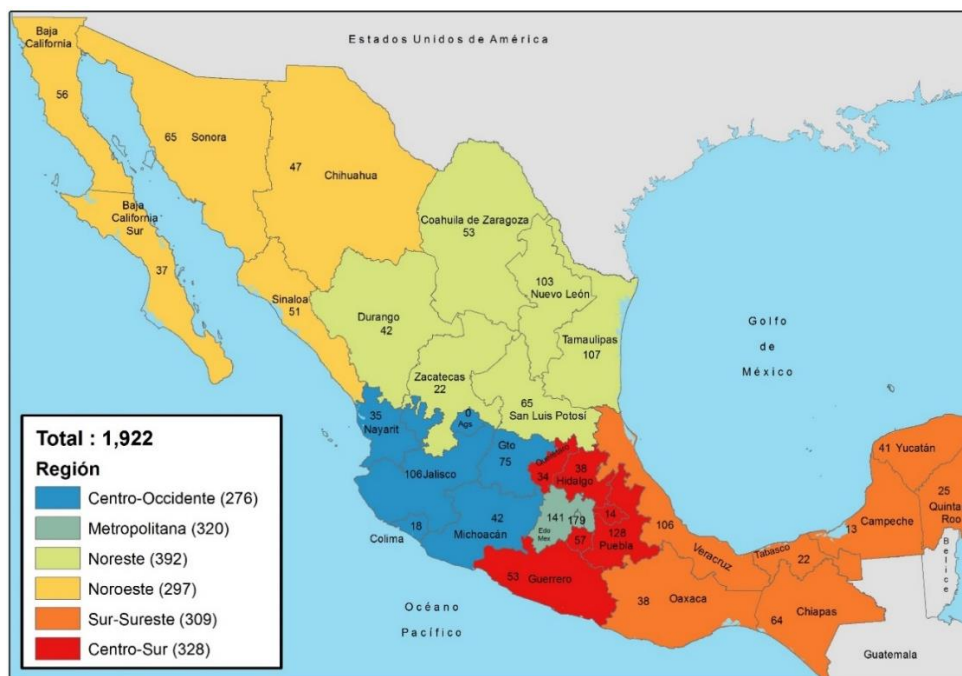 Estados Unidos de América
Baja
California
56
65 Sonora
47
Chihuahua
Baja
California
Sur
37
Sinaloa
51
Coahuila de Zaragoza
53
103
Nuevo León
Durango
42
Tamaulipas
107
Zacatecas
22
65
San Luis Potosí
Golfo
de
México
35
Nayarit
0
Ags
Gto
75
106 Jalisco
18
Colima
42
Michoacán
Querétaro
34
38
Hidalgo
141
Edo
Mex
179
57
14
128
Puebla
53
Guerrero
106
Veracruz
Tabasco
22
38
Oaxaca
64
Chiapas
13
Campeche
41 Yucatán
25
Quintana
Roo
Belice
Guatemala
Océano
Pacífico
Total : 1,922
Región
Centro-Occidente (276)
Metropolitana (320)
Noreste (392)
Noroeste (297)
Sur-Sureste (309)
Centro-Sur (328)